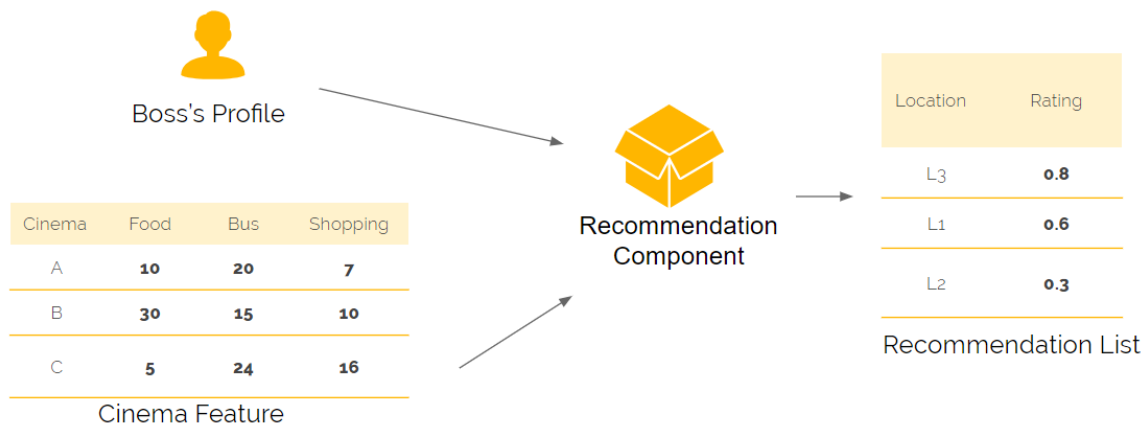 Boss's Profile
Cinema Food Bus Shopping
A 10 20 7
B 30 15 10
C 5 24 16
Cinema Feature
Recommendation
Component
Location Rating
L3 0.8
L1 0.6
L2 0.3
Recommendation List